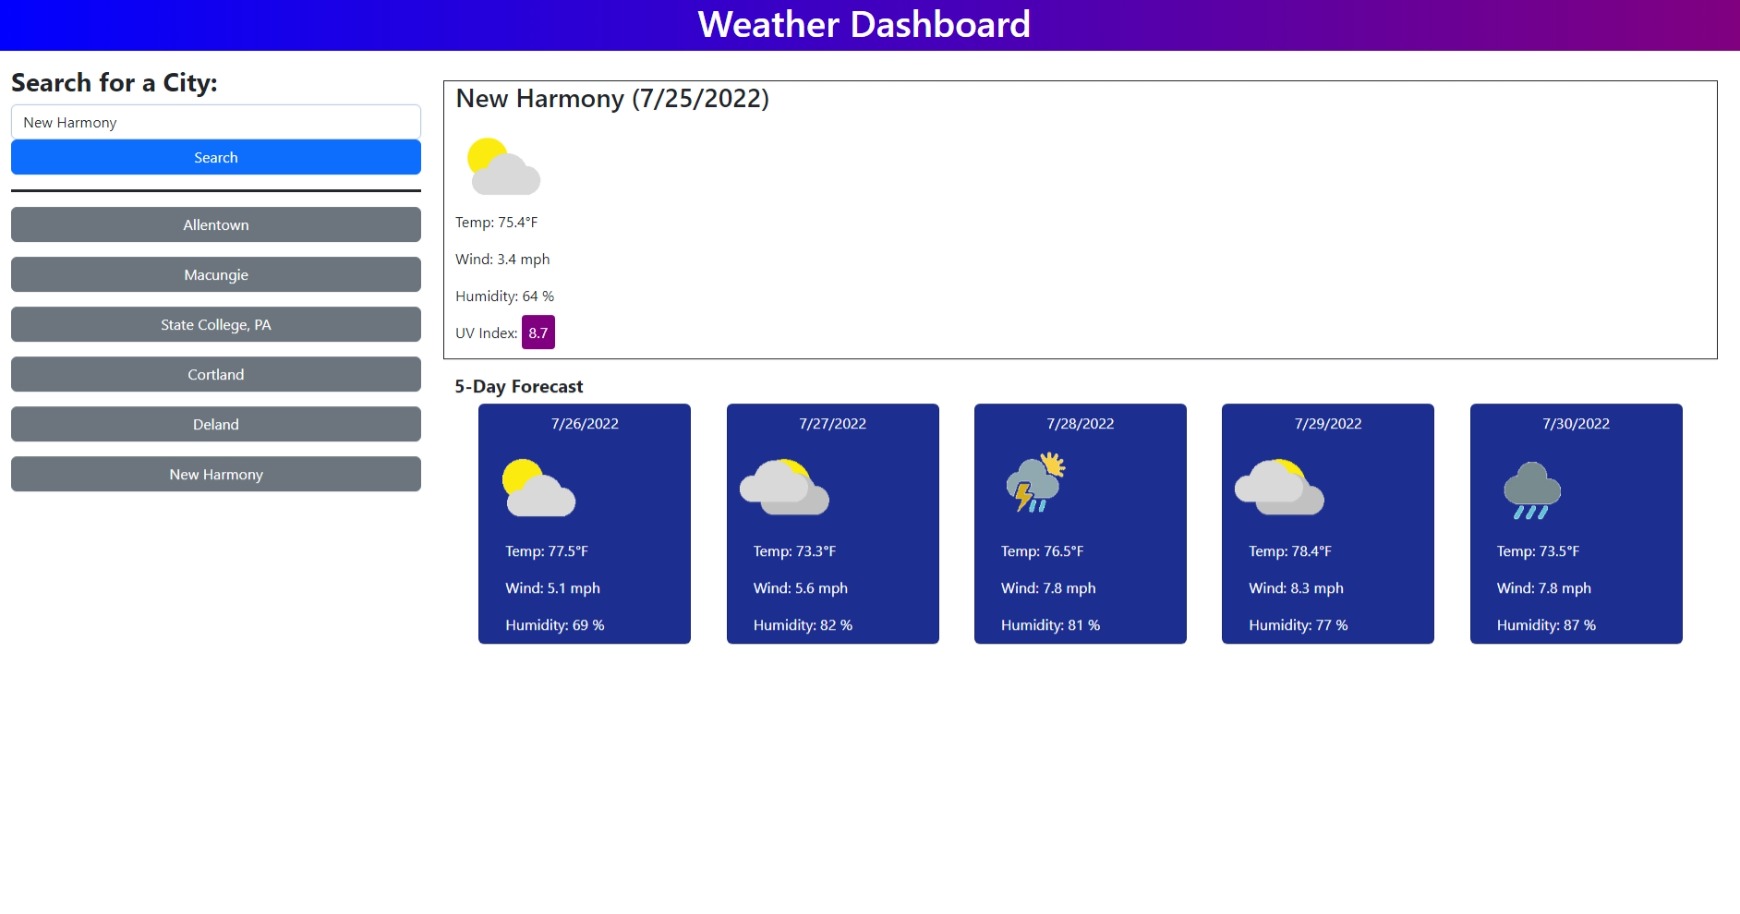 Weather Dashboard
Search for a City:
New Harmony
Search
Allentown
Macungie
State College, PA
Cortland
Deland
New Harmony
New Harmony (7/25/2022)
Temp: 75.4°F
Wind: 3.4 mph
Humidity: 64 %
UV Index: 8.7
5-Day Forecast
7/26/2022
Temp: 77.5°F
Wind: 5.1 mph
Humidity: 69 %
7/27/2022
Temp: 73.3°F
Wind: 5.6 mph
Humidity: 82 %
7/28/2022
Temp: 76.5°F
Wind: 7.8 mph
Humidity: 81 %
7/29/2022
Temp: 78.4°F
Wind: 8.3 mph
Humidity: 77 %
7/30/2022
Temp: 73.5°F
Wind: 7.8 mph
Humidity: 87 %